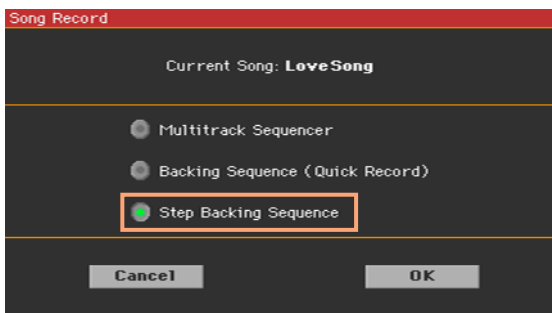 Song Record
Current Song: LoveSong
Multitrack Sequencer
Backing Sequence (Quick Record)
Step Backing Sequence
Cancel OK